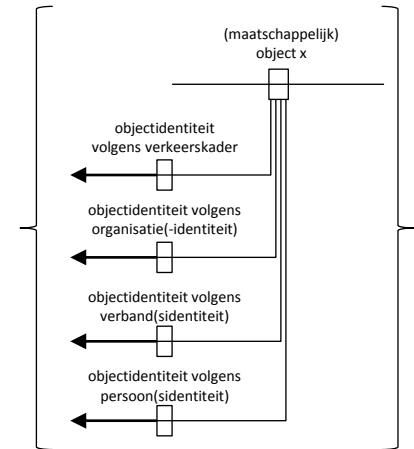 (maatschappelijk)
object x
objectidentiteit
volgens verkeerskader
objectidentiteit volgens
organisatie(-identiteit)
objectidentiteit volgens
verband(sidentiteit)
objectidentiteit volgens
persoon(sidentiteit)